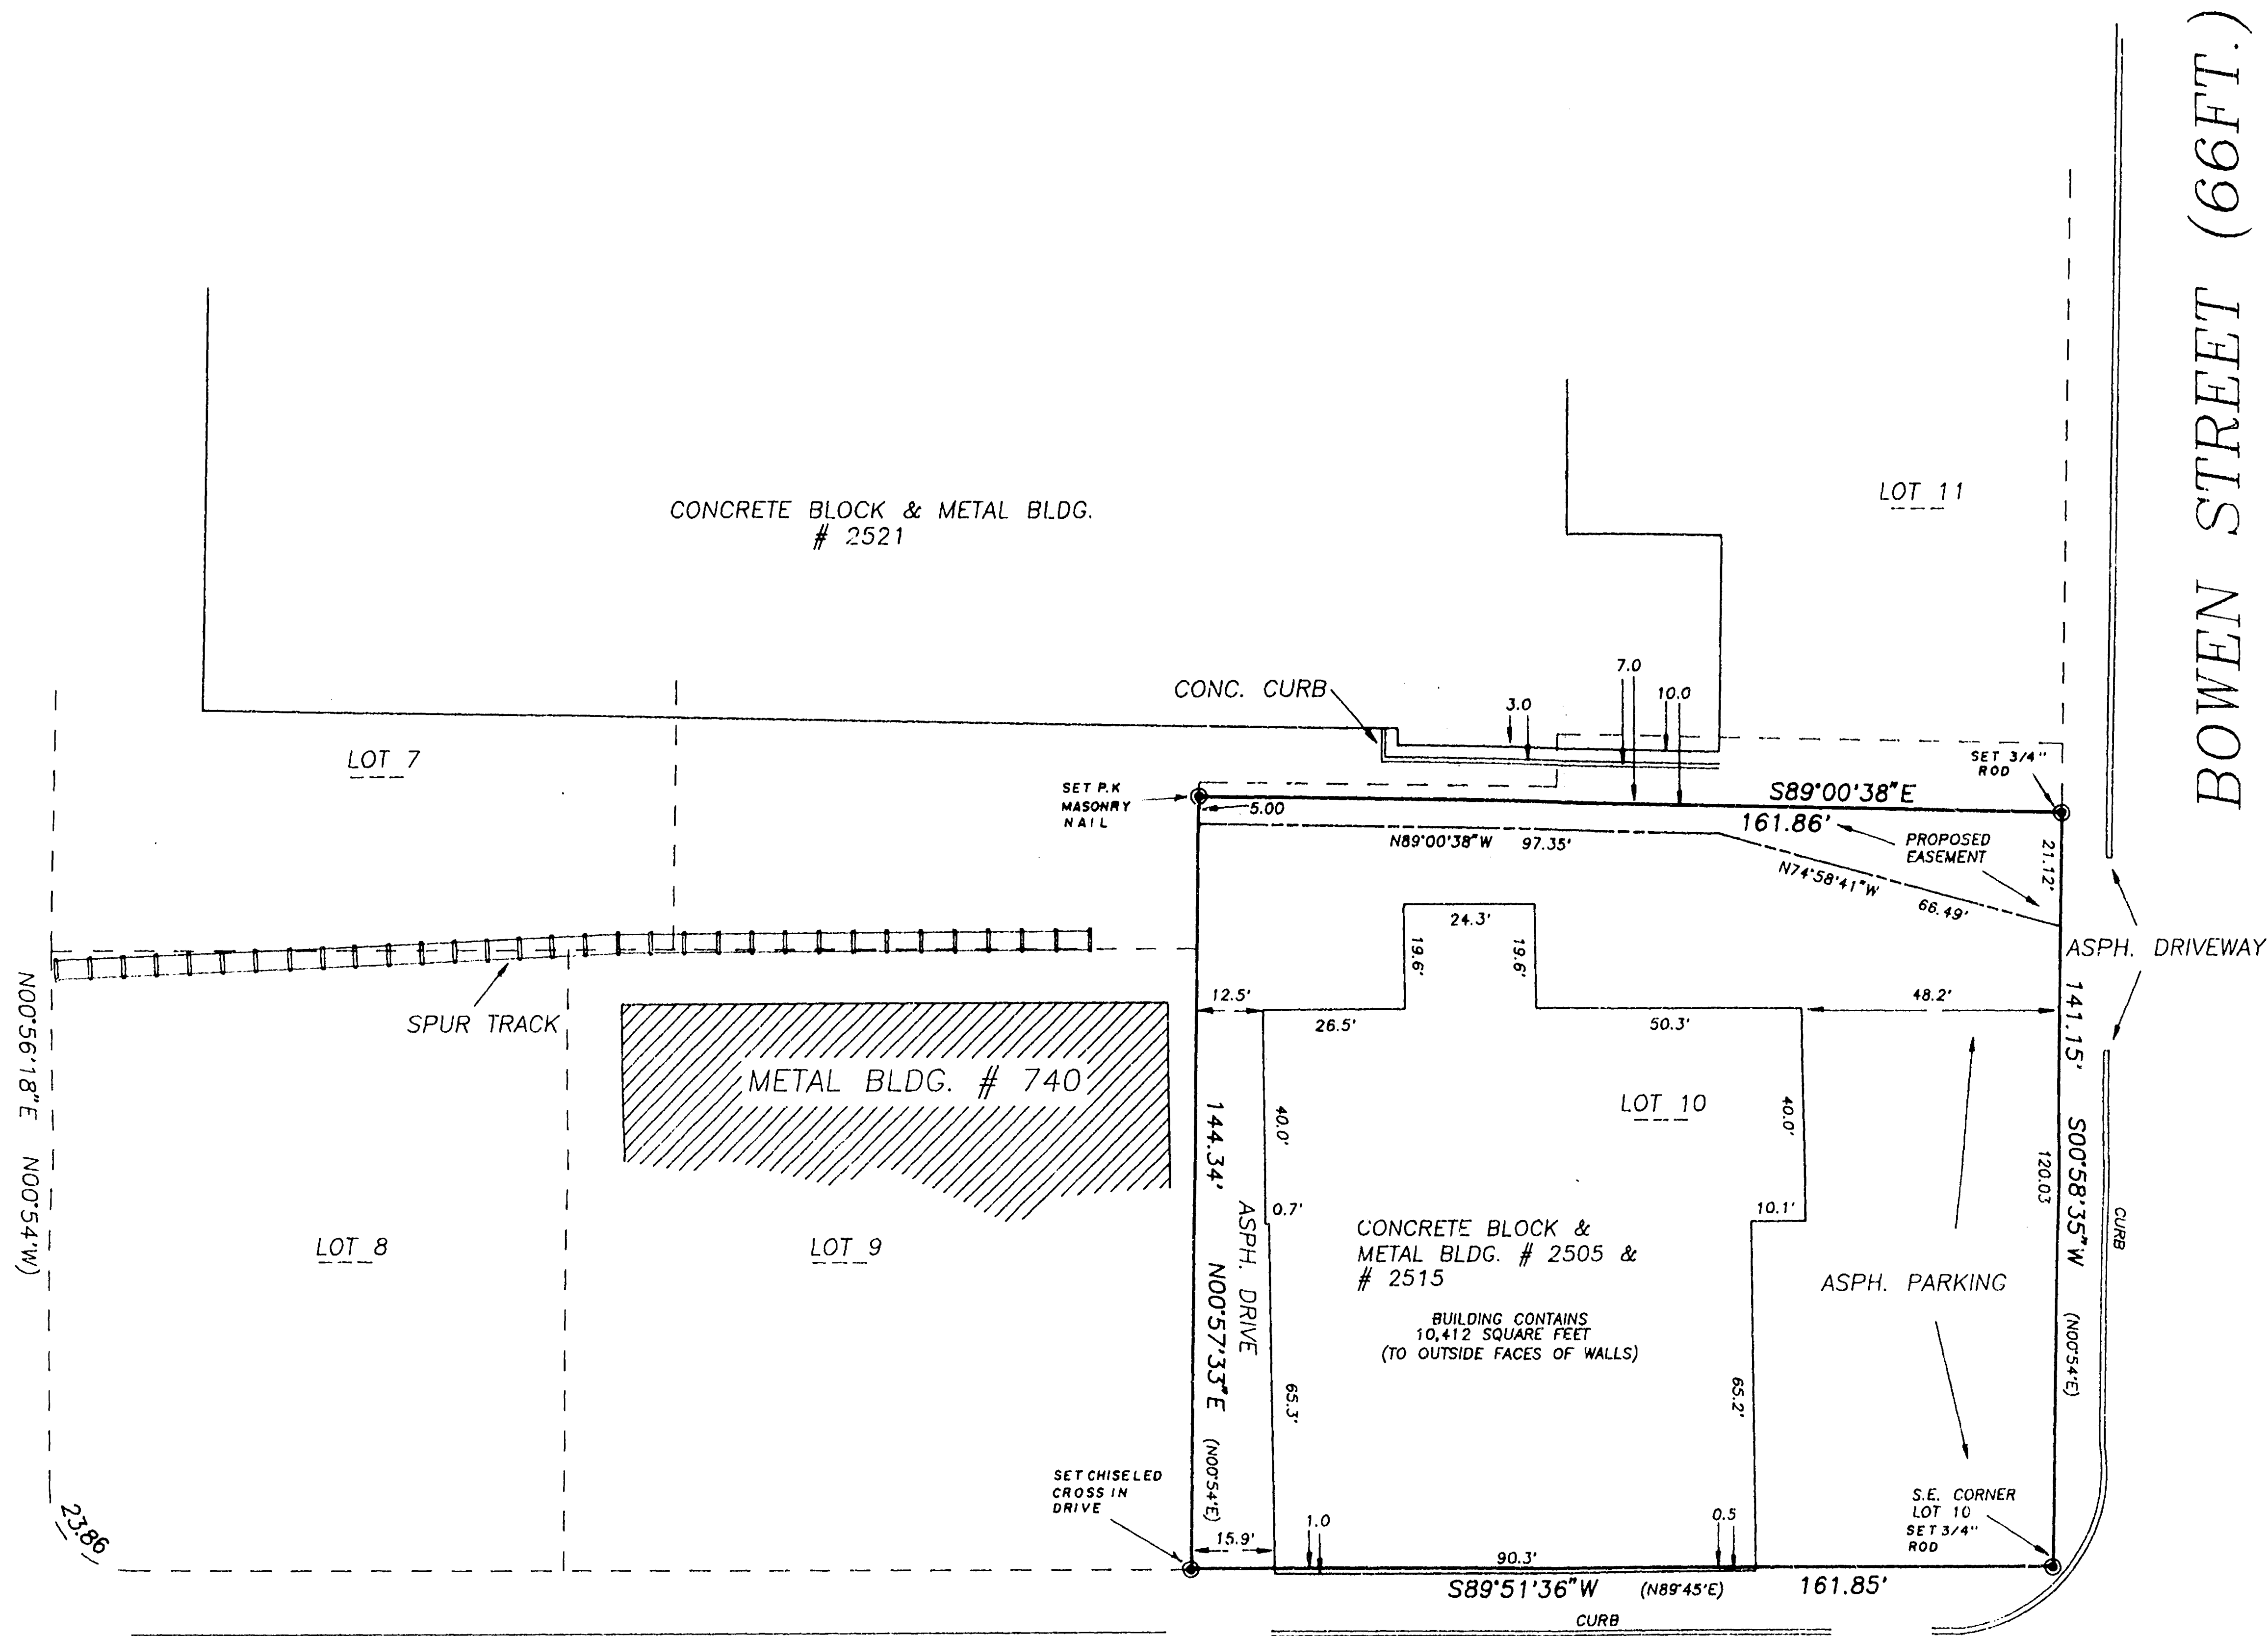 BOWEN STREET (66FT.)
LOT 11
CONCRETE BLOCK & METAL BLDG.
# 2521
CONC. CURB
3.0
7.0
10.0
LOT 7
SET P.K
MASONRY
NAIL
SET 3/4"
ROD
5.00
S89°00'38"E
161.86'
PROPOSED
EASEMENT
N89°00'38"W 97.35'
N74°58'41"W 66.49'
21.12'
24.3'
19.6'
19.6'
ASPH. DRIVEWAY
SPUR TRACK
12.5'
26.5'
50.3'
48.2'
N00°56'18"E N00°54'W)
METAL BLDG. # 740
LOT 10
40.0'
40.0'
141.15' S00°58'35"W (N00°54'E)
120.03
144.34' N00°57'33"E (N00°54'E)
ASPH. DRIVE
0.7'
10.1'
CURB
LOT 8
LOT 9
CONCRETE BLOCK &
METAL BLDG. # 2505 &
# 2515
ASPH. PARKING
BUILDING CONTAINS
10,412 SQUARE FEET
(TO OUTSIDE FACES OF WALLS)
65.3'
65.2'
SET CHISELED
CROSS IN
DRIVE
S.E. CORNER
LOT 10
SET 3/4"
ROD
23.86
15.9'
1.0
0.5
90.3'
S89°51'36"W (N89°45'E) 161.85'
CURB